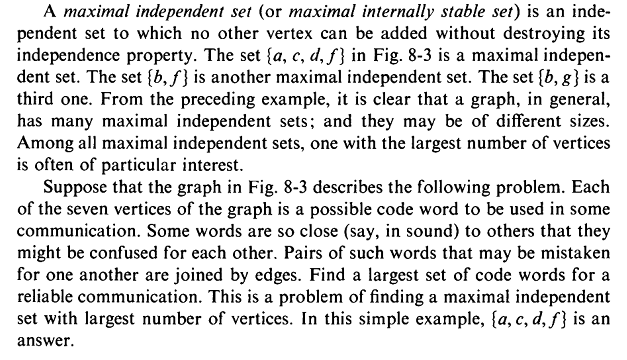 A maximal independent set (or maximal internally stable set) is an inde-
pendent set to which no other vertex can be added without destroying its
independence property. The set {a, c, d, f} in Fig. 8-3 is a maximal indepen-
dent set. The set {b, f} is another maximal independent set. The set {b, g} is a
third one. From the preceding example, it is clear that a graph, in general,
has many maximal independent sets; and they may be of different sizes.
Among all maximal independent sets, one with the largest number of vertices
is often of particular interest.
Suppose that the graph in Fig. 8-3 describes the following problem. Each
of the seven vertices of the graph is a possible code word to be used in some
communication. Some words are so close (say, in sound) to others that they
might be confused for each other. Pairs of such words that may be mistaken
for one another are joined by edges. Find a largest set of code words for a
reliable communication. This is a problem of finding a maximal independent
set with largest number of vertices. In this simple example, {a, c, d, f} is an
answer.